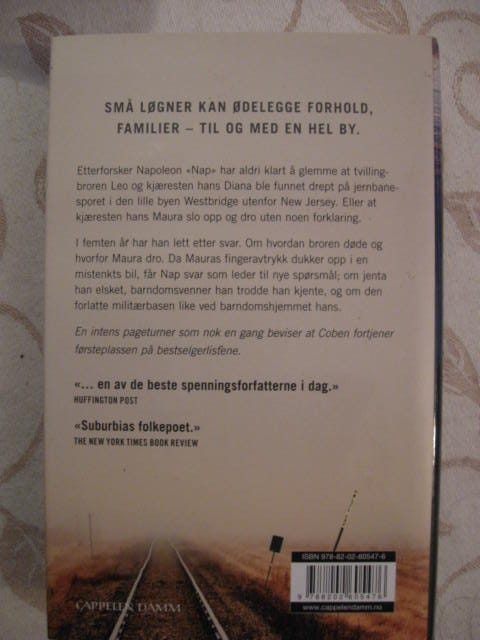 SMÅ LØGNER KAN ØDELEGGE FORHOLD,
FAMILIER – TIL OG MED EN HEL BY.
Etterforsker Napoleon «Nap» har aldri klart å glemme at tvilling-
broren Leo og kjæresten hans Diana ble funnet drept på jernbane-
sporet i den lille byen Westbridge utenfor New Jersey. Eller at
kjæresten hans Maura slo opp og dro uten noen forklaring.
I femten år har han lett etter svar. Om hvordan broren døde og
hvorfor Maura dro. Da Mauras fingeravtrykk dukker opp i en
mistenkts bil, får Nap svar som leder til nye spørsmål; om jenta
han elsket, barndomsvenner han trodde han kjente, og om den
forlatte militærbasen like ved barndomshjemmet hans.
En intens pageturner som nok en gang beviser at Coben fortjener
førsteplassen på bestselgerlistene.
«... en av de beste spenningsforfatterne i dag.»
HUFFINGTON POST
«Suburbias folkepoet.»
THE NEW YORK TIMES BOOK REVIEW
ISBN 978-82-02-60547-6
9 788202 605476
www.cappelendamm.no
CAPPELEN DAMM